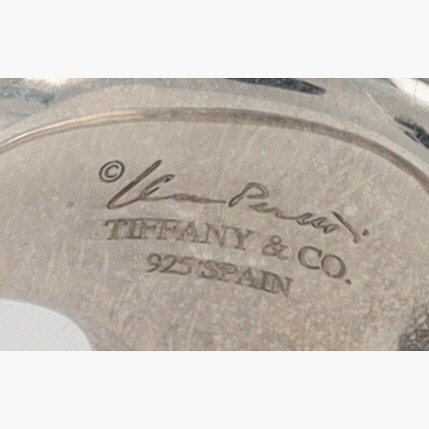 © Elsa Peretti
TIFFANY & CO.
925 SPAIN